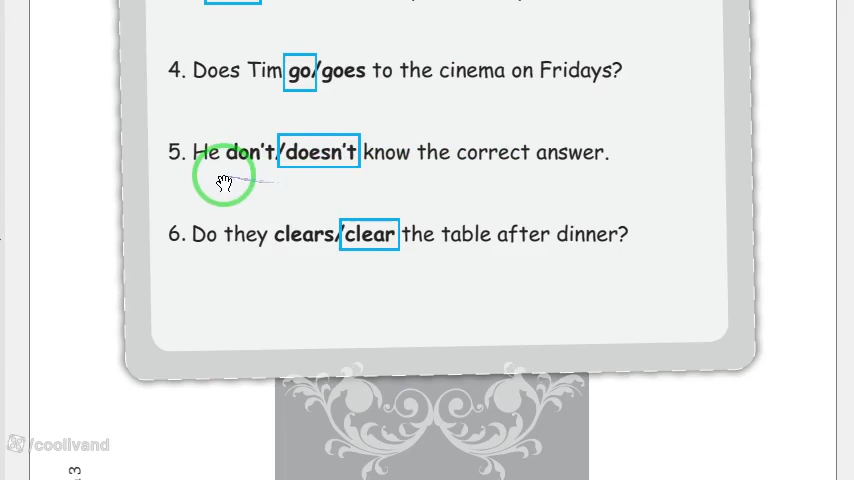 4. Does Tim go/goes to the cinema on Fridays?
5. He don't/doesn't know the correct answer.
6. Do they clears/clear the table after dinner?
/coolivand